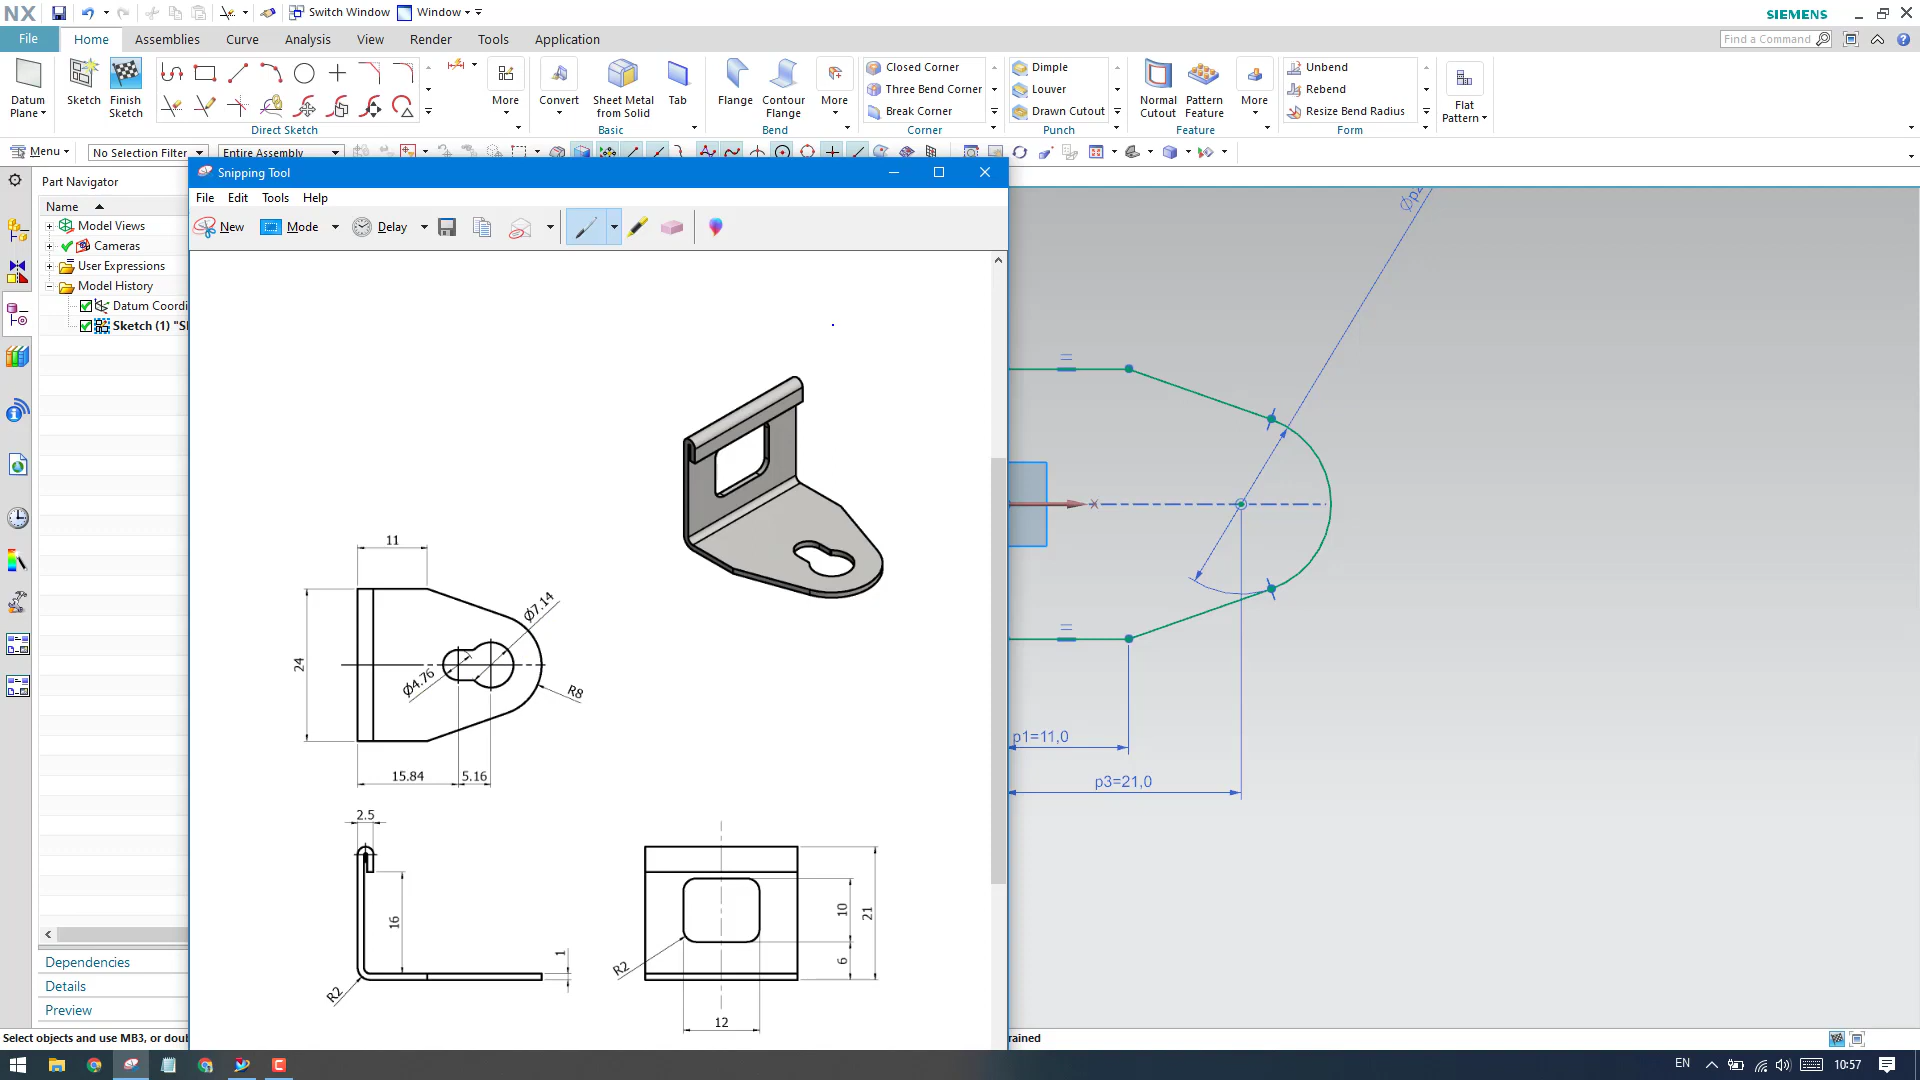 NX
Switch Window
Window
SIEMENS
File
Home
Assemblies
Curve
Analysis
View
Render
Tools
Application
Find a Command
Datum Plane
Sketch
Finish Sketch
Direct Sketch
More
Convert
Sheet Metal from Solid
Tab
Basic
Flange
Contour Flange
More
Bend
Closed Corner
Three Bend Corner
Break Corner
Corner
Dimple
Louver
Drawn Cutout
Punch
Normal Cutout
Pattern Feature
More
Feature
Unbend
Rebend
Resize Bend Radius
Form
Flat Pattern
Menu
No Selection Filter
Entire Assembly
Part Navigator
Name
Model Views
Cameras
User Expressions
Model History
Datum Coordi
Sketch (1) "S
Dependencies
Details
Preview
Snipping Tool
File
Edit
Tools
Help
New
Mode
Delay
11
24
Ø7.14
Ø4.76
R8
15.84
5.16
2.5
16
1
R2
R2
10
21
6
12
X
p1=11,0
p3=21,0
Select objects and use MB3, or doub
rained
EN
10:57